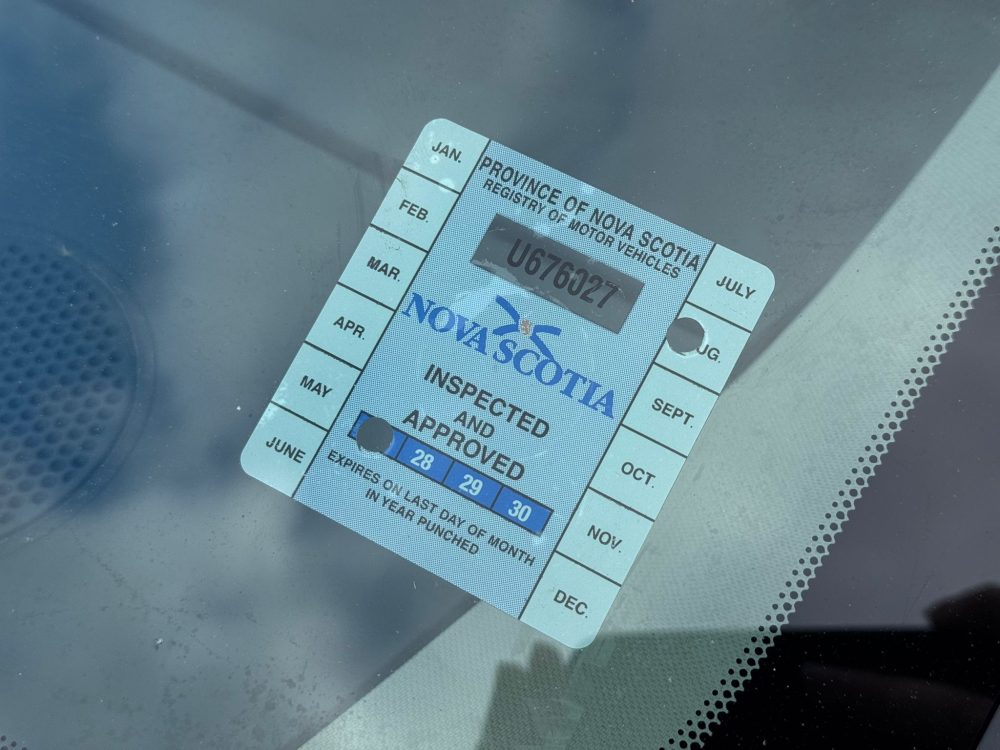 JAN.
FEB.
MAR.
APR.
MAY
JUNE
PROVINCE OF NOVA SCOTIA
REGISTRY OF MOTOR VEHICLES
U676027
NOVA SCOTIA
INSPECTED
AND
APPROVED
28 29 30
EXPIRES ON LAST DAY OF MONTH
IN YEAR PUNCHED
JULY
UG.
SEPT.
OCT.
NOV.
DEC.